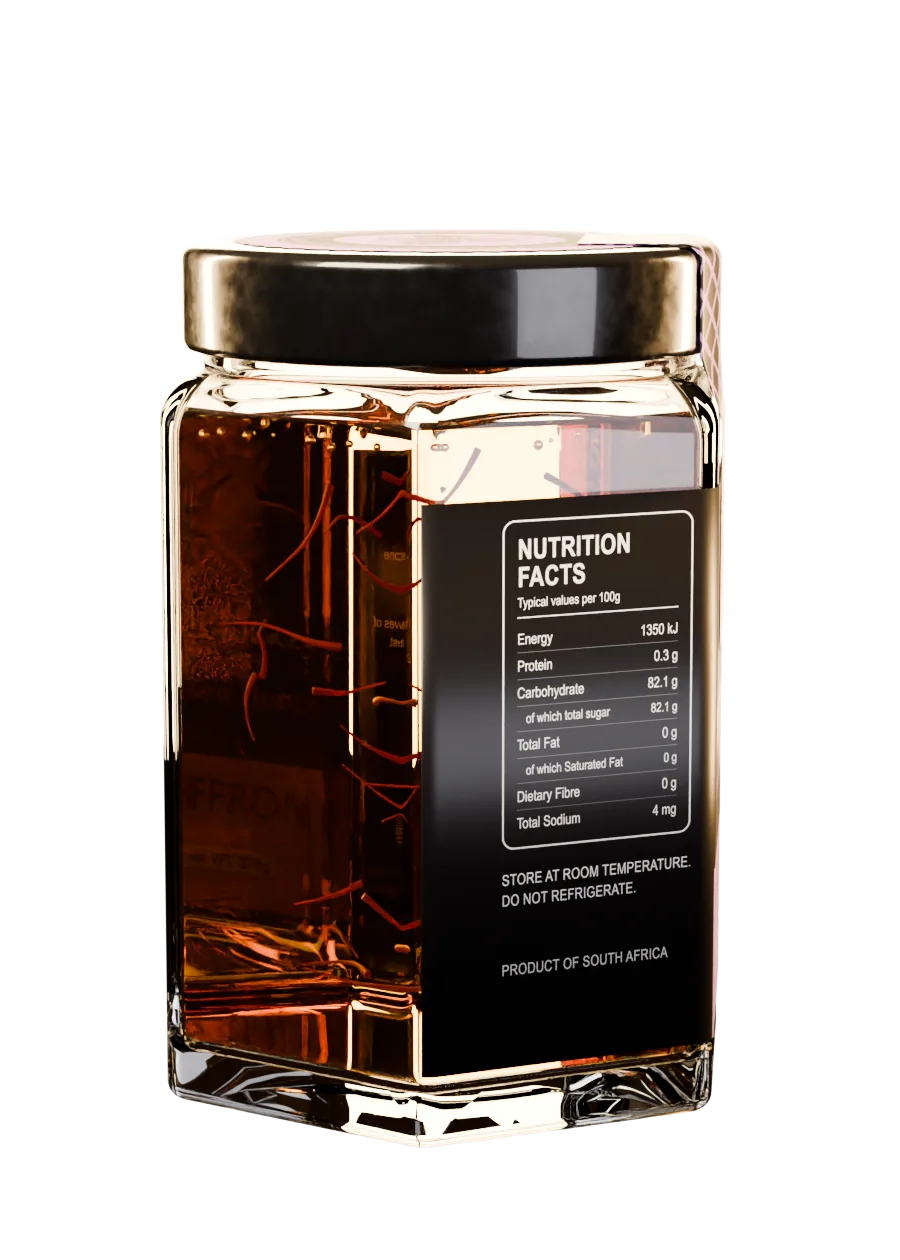 NUTRITION
FACTS
Typical values per 100g
Energy 1350 kJ
Protein 0.3 g
Carbohydrate 82.1 g
of which total sugar 82.1 g
Total Fat 0 g
of which Saturated Fat 0 g
Dietary Fibre 0 g
Total Sodium 4 mg
STORE AT ROOM TEMPERATURE.
DO NOT REFRIGERATE.
PRODUCT OF SOUTH AFRICA